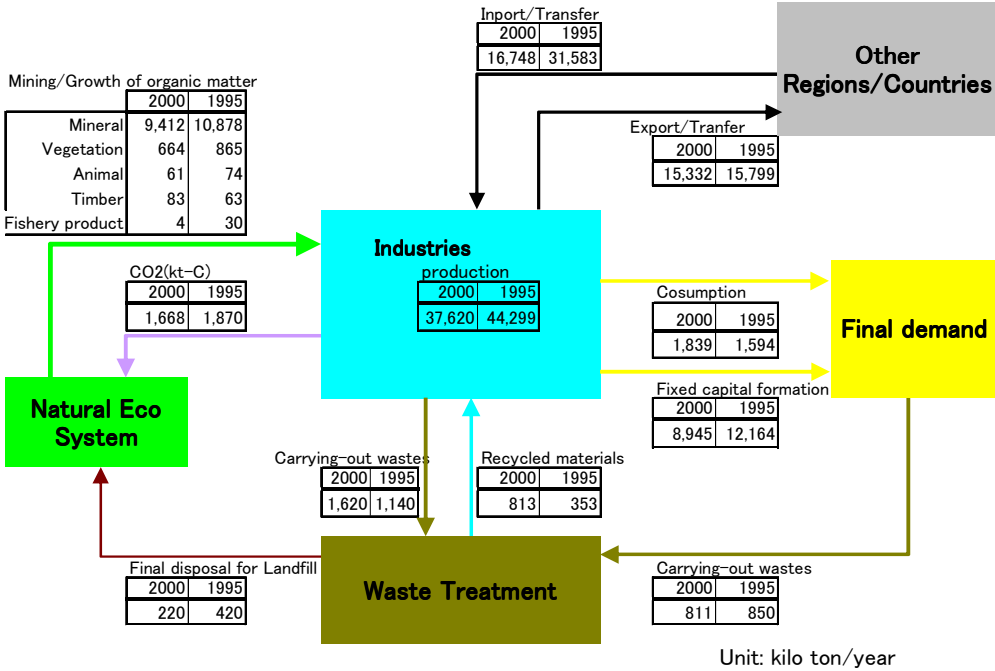 Inport/Transfer
2000 1995
16,748 31,583
Other
Regions/Countries
Mining/Growth of organic matter
2000 1995
Mineral 9,412 10,878
Vegetation 664 865
Animal 61 74
Timber 83 63
Fishery product 4 30
Export/Tranfer
2000 1995
15,332 15,799
Industries
production
2000 1995
37,620 44,299
CO2(kt-C)
2000 1995
1,668 1,870
Cosumption
2000 1995
1,839 1,594
Final demand
Fixed capital formation
2000 1995
8,945 12,164
Natural Eco
System
Carrying-out wastes
2000 1995
1,620 1,140
Recycled materials
2000 1995
813 353
Final disposal for Landfill
2000 1995
220 420
Waste Treatment
Carrying-out wastes
2000 1995
811 850
Unit: kilo ton/year